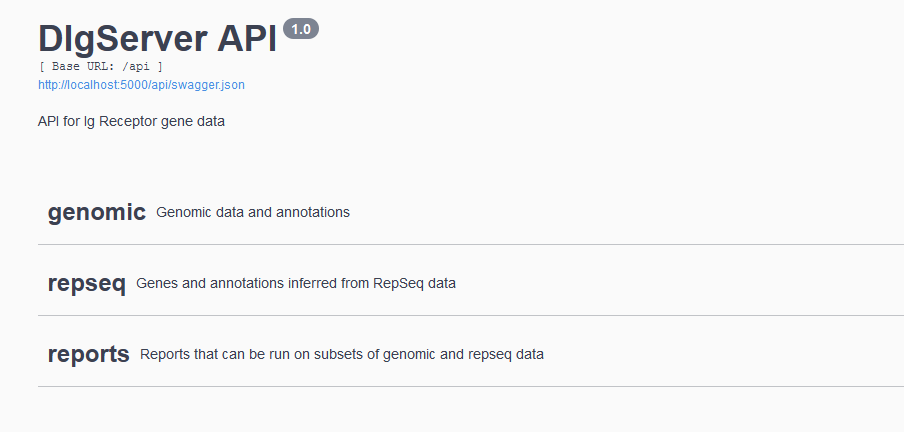 DIgServer API 1.0
[ Base URL: /api ]
http://localhost:5000/api/swagger.json
API for Ig Receptor gene data
genomic Genomic data and annotations
repseq Genes and annotations inferred from RepSeq data
reports Reports that can be run on subsets of genomic and repseq data